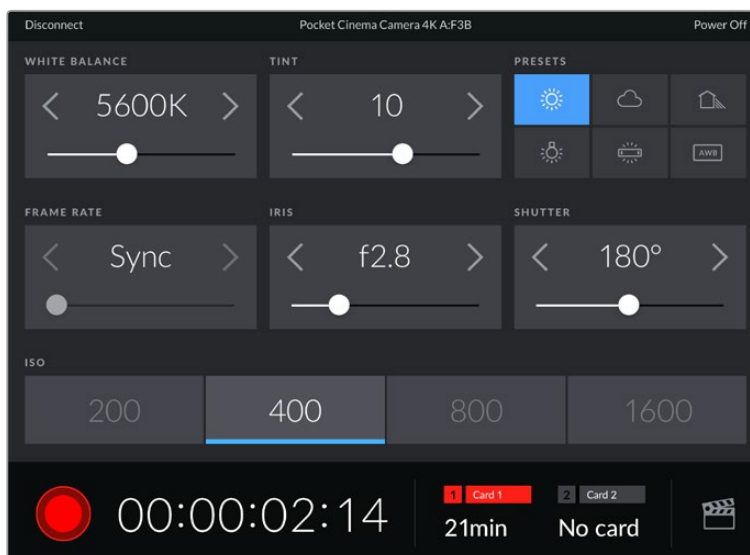 Disconnect Pocket Cinema Camera 4K A:F3B Power Off
WHITE BALANCE TINT PRESETS
5600K 10
AWB
FRAME RATE IRIS SHUTTER
Sync f2.8 180°
ISO
200 400 800 1600
00:00:02:14
1 Card 1 2 Card 2
21min No card